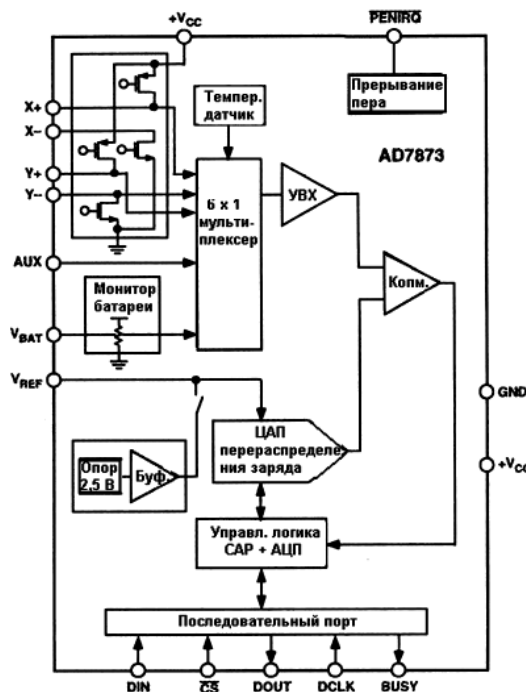 +VCC
PENIRQ
Темпер.
датчик
Прерывание
пера
AD7873
X+
X–
Y+
Y–
6 x 1
мульти-
плексер
УВХ
AUX
Монитор
батареи
Копм.
VBAT
VREF
GND
ЦАП
перераспределе
ния заряда
+VCC
Опор
2,5 В
Буф.
Управл. логика
САР + АЦП
Последовательный порт
DIN
CS
DOUT
DCLK
BUSY